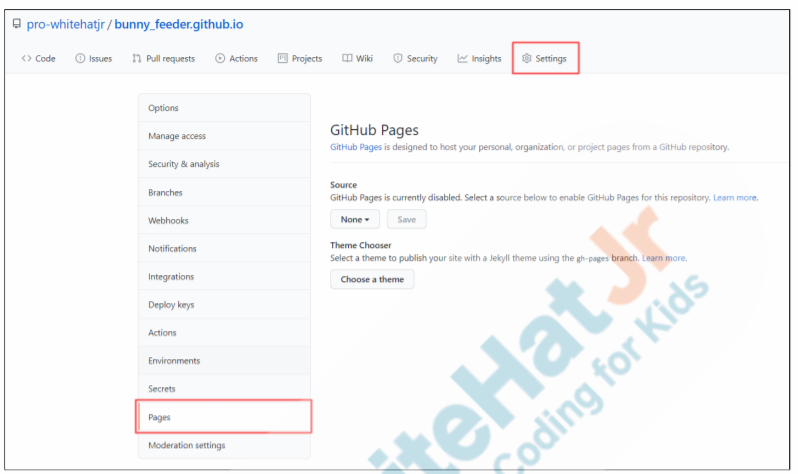 pro-whitehatjr / bunny_feeder.github.io
Code Issues Pull requests Actions Projects Wiki Security Insights Settings
Options
Manage access
Security & analysis
Branches
Webhooks
Notifications
Integrations
Deploy keys
Actions
Environments
Secrets
Pages
Moderation settings
GitHub Pages
GitHub Pages is designed to host your personal, organization, or project pages from a GitHub repository.
Source
GitHub Pages is currently disabled. Select a source below to enable GitHub Pages for this repository. Learn more.
None Save
Theme Chooser
Select a theme to publish your site with a Jekyll theme using the gh-pages branch. Learn more.
Choose a theme
iteHat Jr
Coding for Kids